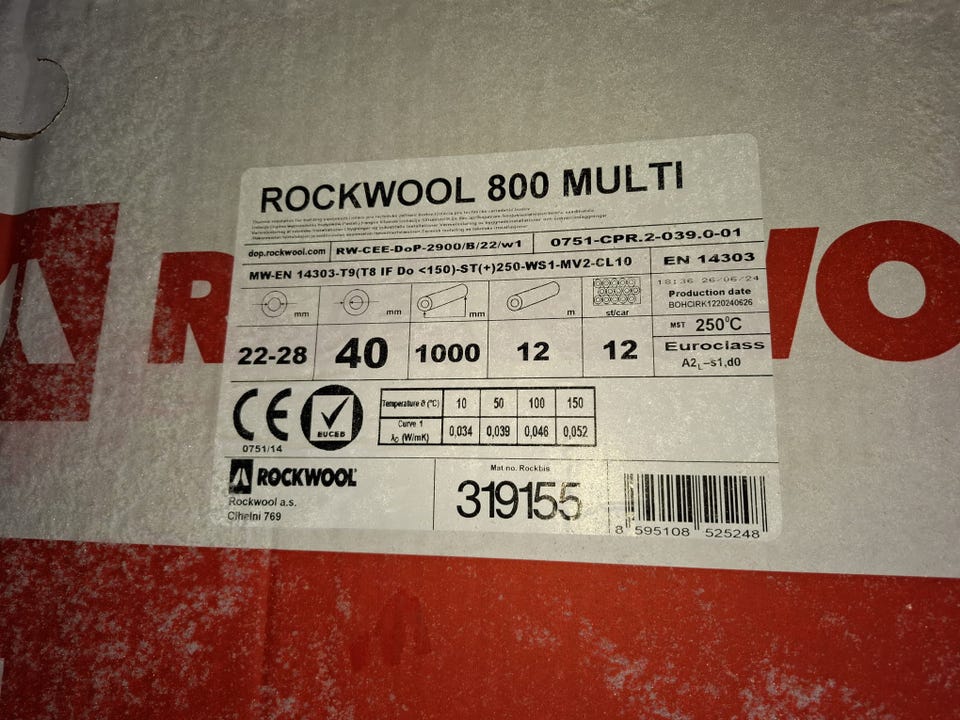 ROCKWOOL 800 MULTI
dop.rockwool.com RW-CEE-DoP-2900/B/22/w1 0751-CPR.2-039.0-01
MW-EN 14303-T9(T8 IF Do <150)-ST(+)250-WS1-MV2-CL10 EN 14303
18:36 26/06/24
Production date
BOHCIRK1220240626
mm mm mm m st/car
MST 250°C
22-28 40 1000 12 12
Euroclass
A2L-s1,d0
CE EUCEB
0751/14
Temperature ϑ (°C) 10 50 100 150
Curve 1
λD (W/mK) 0,034 0,039 0,046 0,052
ROCKWOOL
Rockwool a.s.
Cihelni 769
Mat no. Rockbis
319155
8 595108 525248
R WO